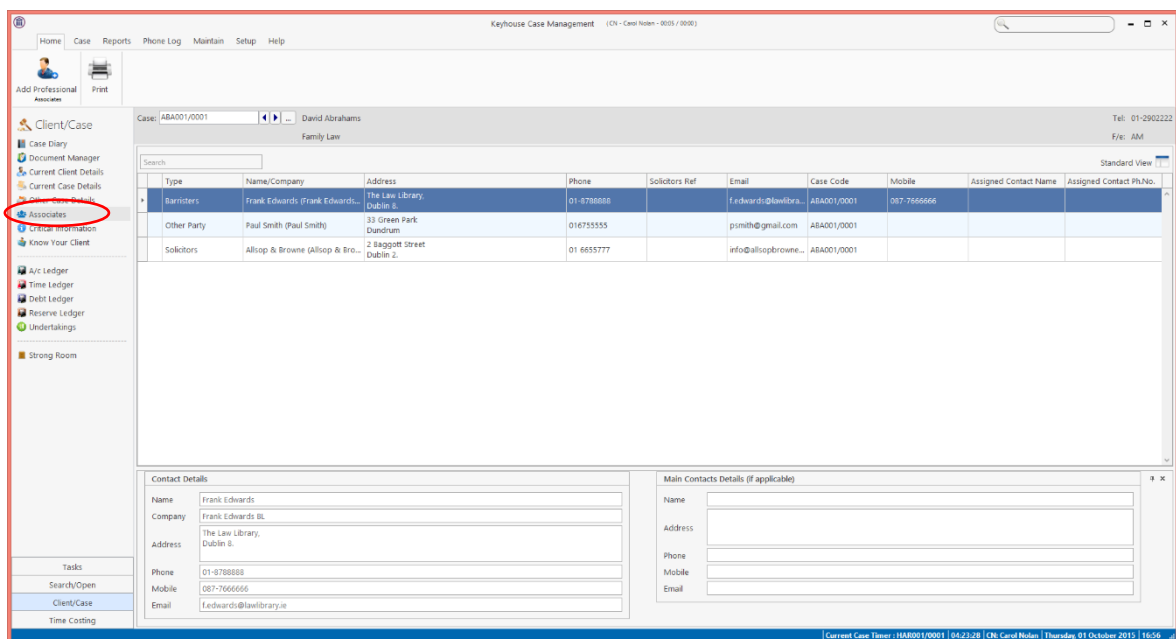 Keyhouse Case Management (CN - Carol Nolan - 0005 / 0000)
Home Case Reports Phone Log Maintain Setup Help
Add Professional
Associates
Print
Client/Case
Case Diary
Document Manager
Current Client Details
Current Case Details
Other Case Details
Associates
Critical Information
Know Your Client
A/c Ledger
Time Ledger
Debt Ledger
Reserve Ledger
Undertakings
Strong Room
Tasks
Search/Open
Client/Case
Time Costing
Case: ABA001/0001 ... David Abrahams Tel: 01-2902222
Family Law F/e: AM
Search Standard View
Type Name/Company Address Phone Solicitors Ref Email Case Code Mobile Assigned Contact Name Assigned Contact Ph.No.
Barristers Frank Edwards (Frank Edwards... The Law Library, Dublin 8. 01-8788888 f.edwards@lawlibra... ABA001/0001 087-7666666
Other Party Paul Smith (Paul Smith) 33 Green Park Dundrum 016755555 psmith@gmail.com ABA001/0001
Solicitors Allsop & Browne (Allsop & Bro... 2 Baggott Street Dublin 2. 01 6655777 info@allsopbrowne... ABA001/0001
Contact Details
Name Frank Edwards
Company Frank Edwards BL
Address The Law Library,
Dublin 8.
Phone 01-8788888
Mobile 087-7666666
Email f.edwards@lawlibrary.ie
Main Contacts Details (if applicable)
Name
Address
Phone
Mobile
Email
Current Case Timer : HAR001/0001 04:23:28 CN: Carol Nolan Thursday, 01 October 2015 16:56